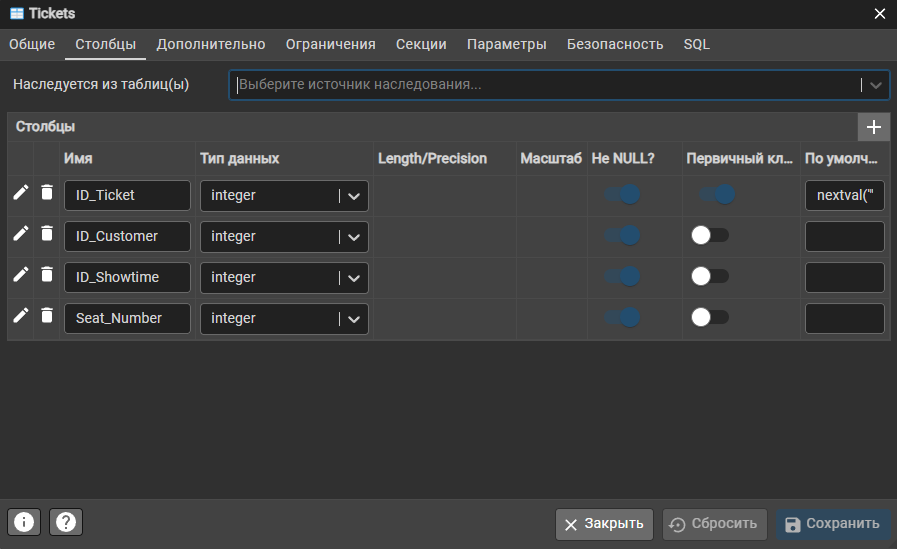 Tickets
Общие Столбцы Дополнительно Ограничения Секции Параметры Безопасность SQL
Наследуется из таблиц(ы) Выберите источник наследования...
Столбцы
Имя Тип данных Length/Precision Масштаб Не NULL? Первичный кл... По умолч...
ID_Ticket integer nextval('"
ID_Customer integer
ID_Showtime integer
Seat_Number integer
Закрыть Сбросить Сохранить